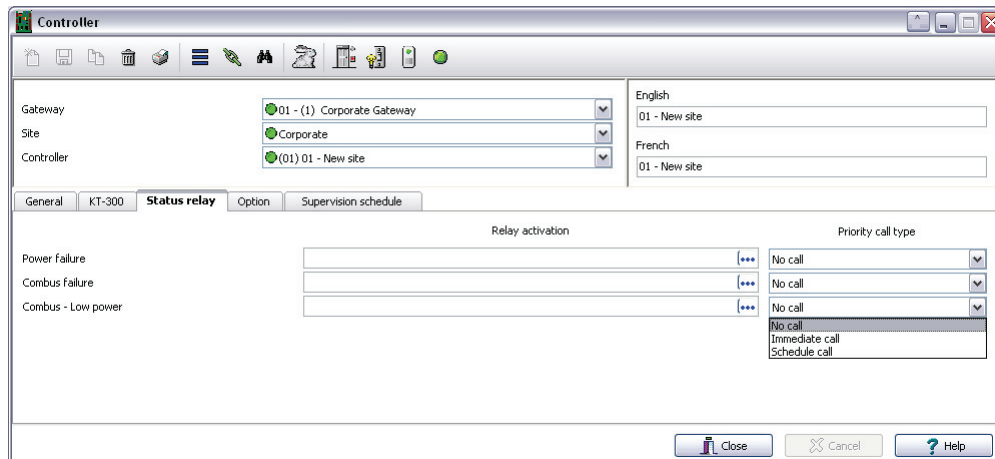 Controller
Gateway
01 - (1) Corporate Gateway
Site
Corporate
Controller
(01) 01 - New site
English
01 - New site
French
01 - New site
General KT-300 Status relay Option Supervision schedule
Relay activation Priority call type
Power failure No call
Combus failure No call
Combus - Low power No call
No call
Immediate call
Schedule call
Close Cancel Help